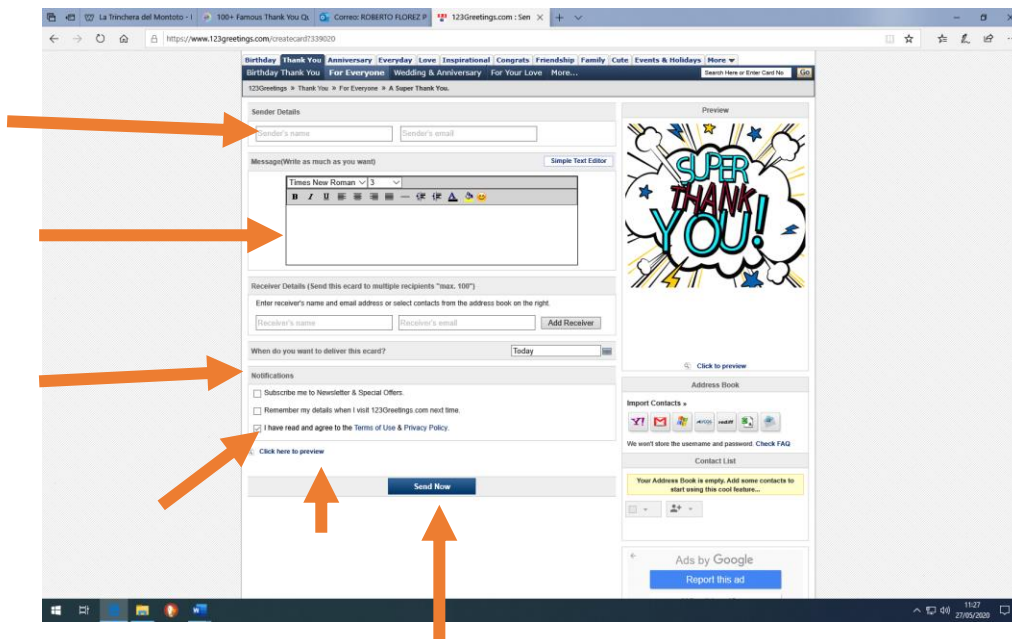 La Trinchera del Montoto - I
100+ Famous Thank You Qu
Correo: ROBERTO FLOREZ P
123Greetings.com : Sen
https://www.123greetings.com/createcard7339020
Birthday Thank You Anniversary Everyday Love Inspirational Congrats Friendship Family Cute Events & Holidays More
Birthday Thank You For Everyone Wedding & Anniversary For Your Love More... Search Here or Enter Card No Go
123Greetings » Thank You » For Everyone » A Super Thank You.
Sender Details
Sender's name Sender's email
Message(Write as much as you want) Simple Text Editor
Times New Roman 3
B I U
Receiver Details (Send this ecard to multiple recipients "max. 100")
Enter receiver's name and email address or select contacts from the address book on the right.
Receiver's name Receiver's email Add Receiver
When do you want to deliver this ecard? Today
Notifications
Subscribe me to Newsletter & Special Offers.
Remember my details when I visit 123Greetings.com next time.
I have read and agree to the Terms of Use & Privacy Policy.
Click here to preview
Send Now
Preview
SUPER
THANK
YOU!
Click to preview
Address Book
Import Contacts »
Y! rediff
We won't store the username and password. Check FAQ
Contact List
Your Address Book is empty. Add some contacts to
start using this cool feature...
Ads by Google
Report this ad
11:27
27/05/2020